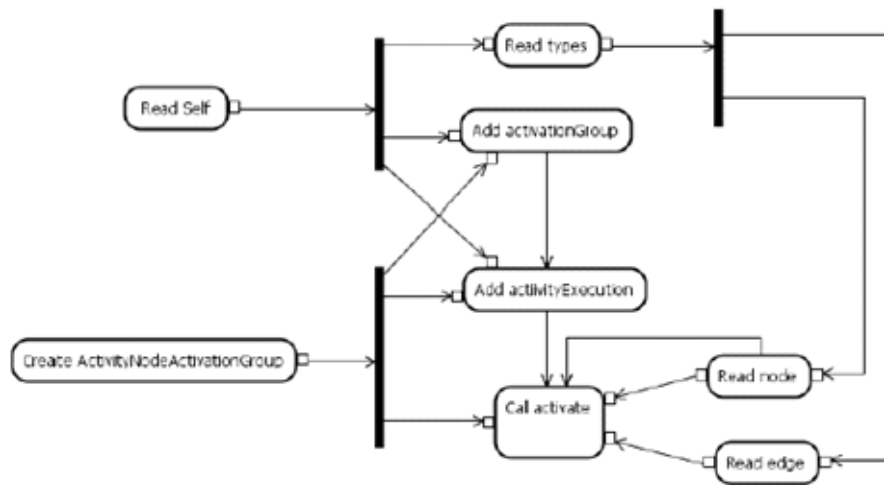 Read types
Read Self
Add activationGroup
Add activityExecution
Create ActivityNodeActivationGroup
Call activate
Read node
Read edge